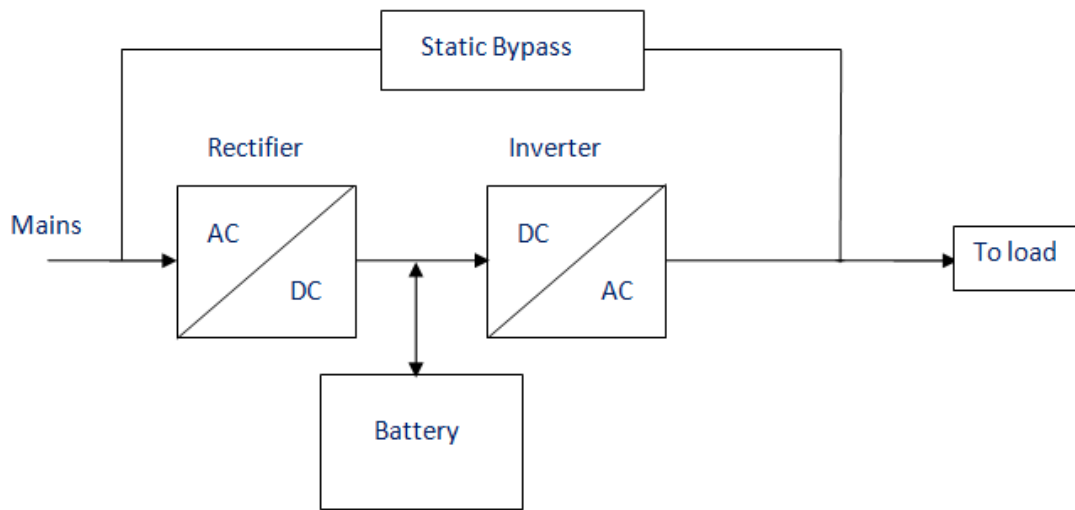 Static Bypass
Rectifier
Inverter
Mains
AC
DC
DC
AC
To load
Battery